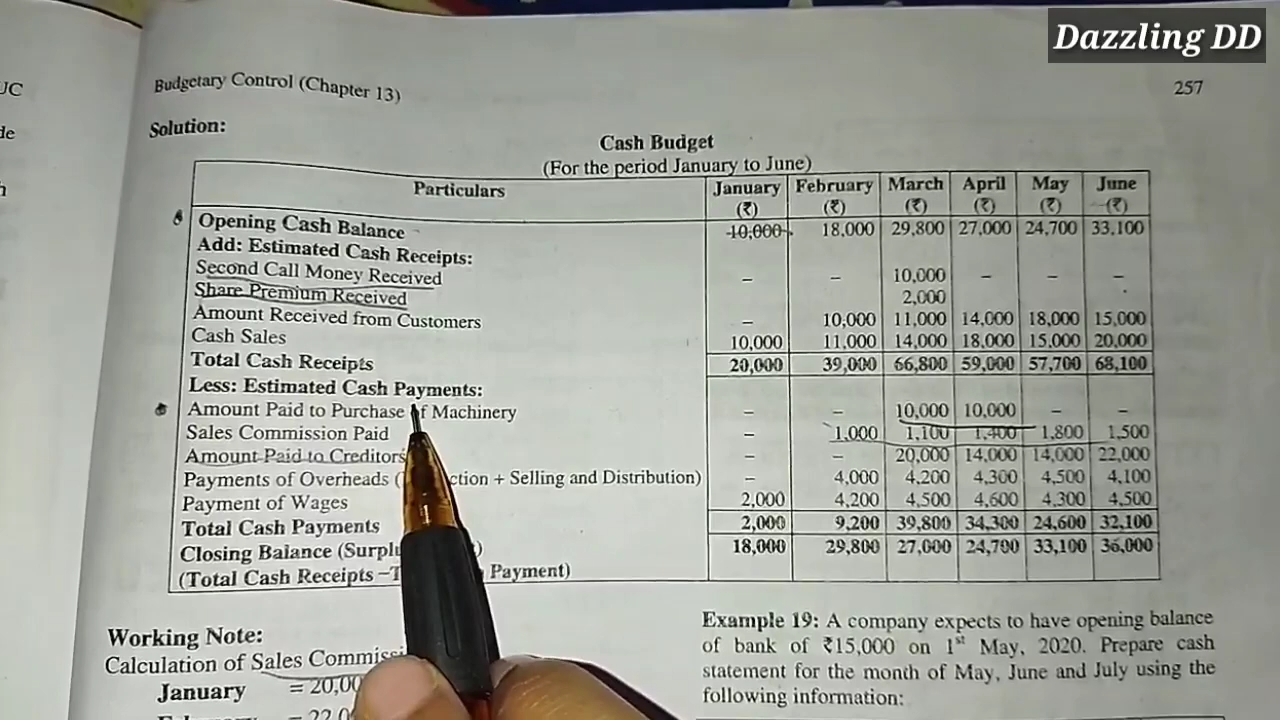 Dazzling DD
UC
de
h
Budgetary Control (Chapter 13)
257
Solution:
Cash Budget
(For the period January to June)
Particulars January February March April May June
(₹) (₹) (₹) (₹) (₹) (₹)
Opening Cash Balance 10,000 18,000 29,800 27,000 24,700 33,100
Add: Estimated Cash Receipts:
Second Call Money Received – – 10,000 – – –
Share Premium Received 2,000
Amount Received from Customers – 10,000 11,000 14,000 18,000 15,000
Cash Sales 10,000 11,000 14,000 18,000 15,000 20,000
Total Cash Receipts 20,000 39,000 66,800 59,000 57,700 68,100
Less: Estimated Cash Payments:
Amount Paid to Purchase of Machinery – – 10,000 10,000 – –
Sales Commission Paid – 1,000 1,100 1,400 1,800 1,500
Amount Paid to Creditors – – 20,000 14,000 14,000 22,000
Payments of Overheads ( ction + Selling and Distribution) – 4,000 4,200 4,300 4,500 4,100
Payment of Wages 2,000 4,200 4,500 4,600 4,300 4,500
Total Cash Payments 2,000 9,200 39,800 34,300 24,600 32,100
Closing Balance (Surpl ) 18,000 29,800 27,000 24,700 33,100 36,000
(Total Cash Receipts – Payment)
Working Note:
Calculation of Sales Commiss
January = 20,00
= 22,0
Example 19: A company expects to have opening balance
of bank of ₹15,000 on 1st May, 2020. Prepare cash
statement for the month of May, June and July using the
following information: